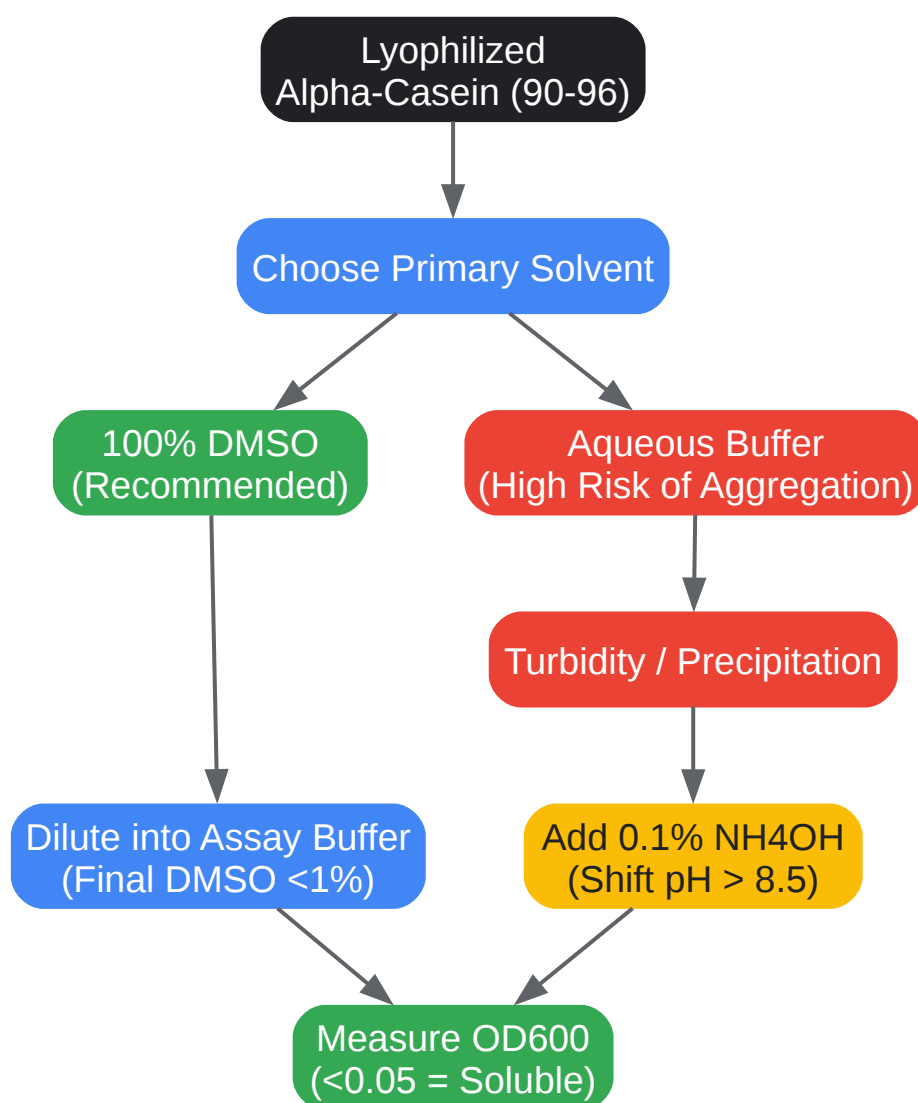 Lyophilized
Alpha-Casein (90-96)
Choose Primary Solvent
100% DMSO
(Recommended)
Aqueous Buffer
(High Risk of Aggregation)
Turbidity / Precipitation
Dilute into Assay Buffer
(Final DMSO <1%)
Add 0.1% NH4OH
(Shift pH > 8.5)
Measure OD600
(<0.05 = Soluble)